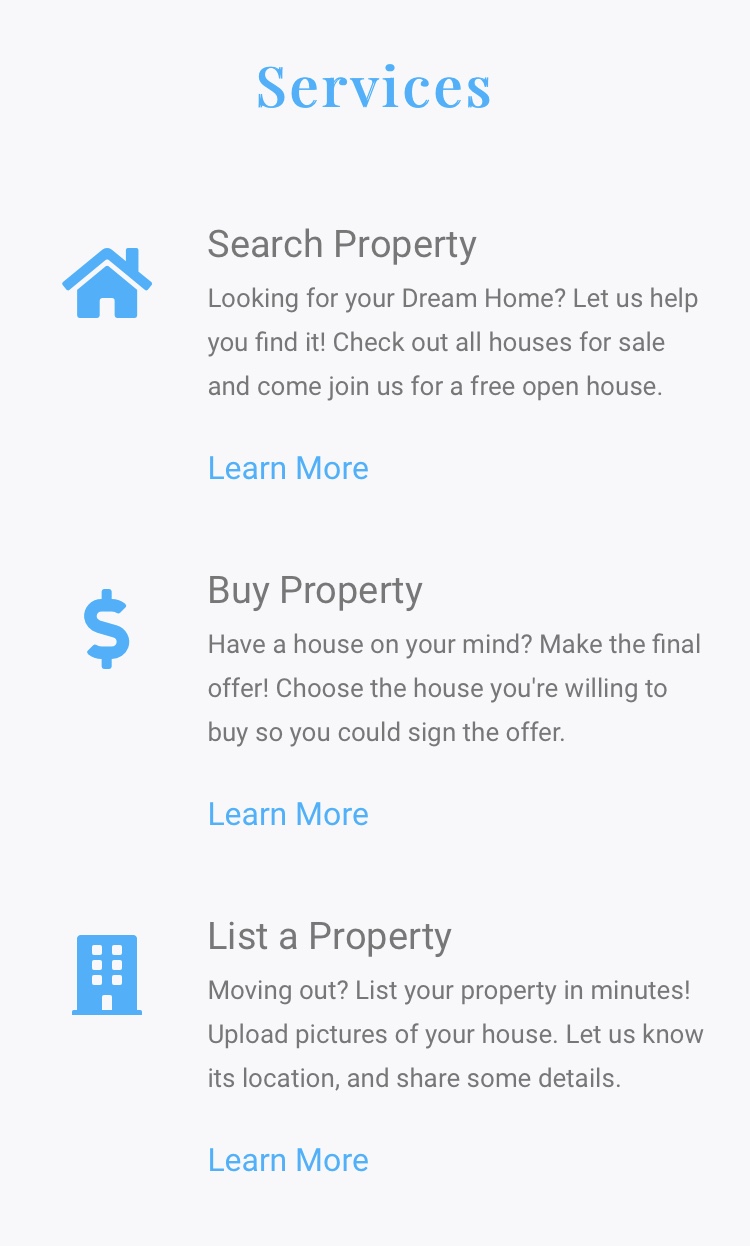 Services
Search Property
Looking for your Dream Home? Let us help
you find it! Check out all houses for sale
and come join us for a free open house.
Learn More
Buy Property
Have a house on your mind? Make the final
offer! Choose the house you're willing to
buy so you could sign the offer.
Learn More
List a Property
Moving out? List your property in minutes!
Upload pictures of your house. Let us know
its location, and share some details.
Learn More